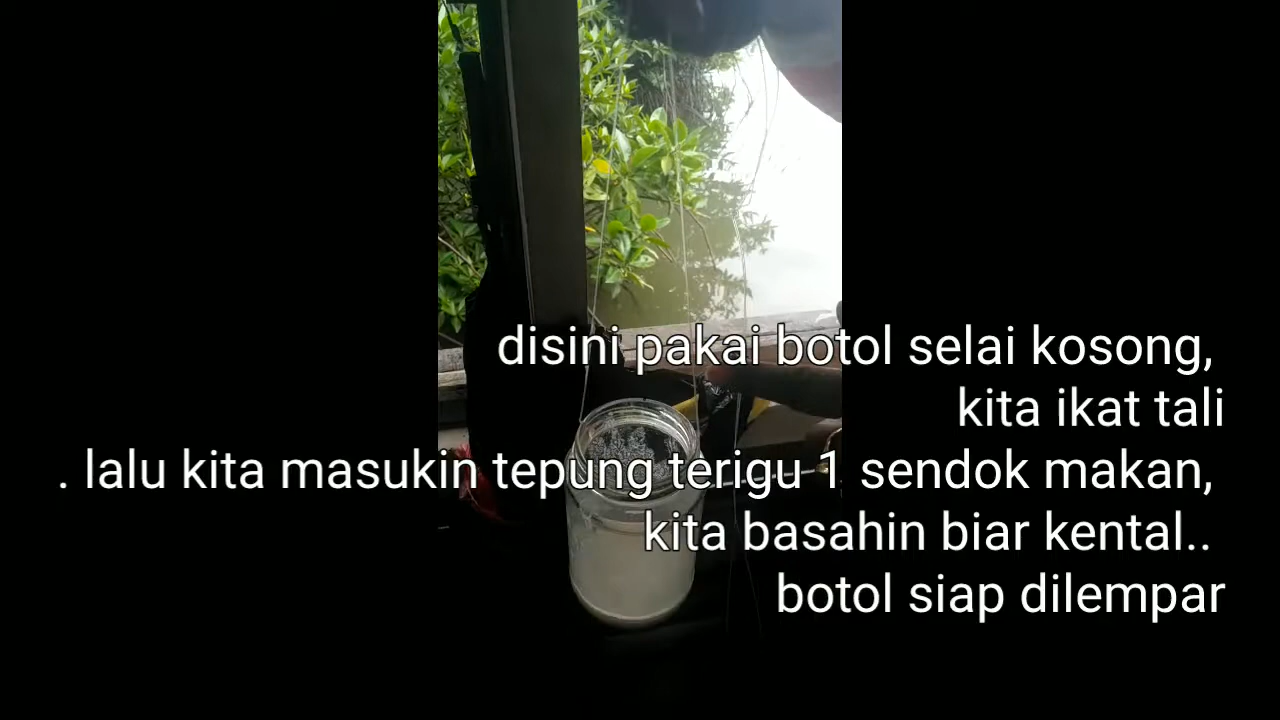 disini pakai botol selai kosong,
kita ikat tali
. lalu kita masukin tepung terigu 1 sendok makan,
kita basahin biar kental..
botol siap dilempar